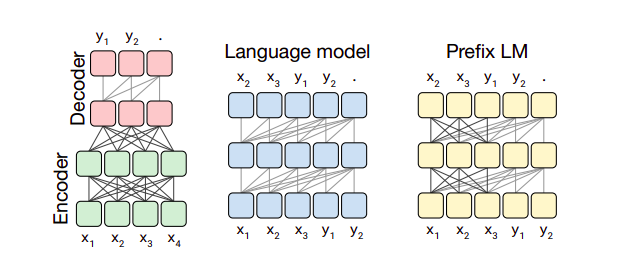 y₁ y₂ .
Decoder
Encoder
x₁ x₂ x₃ x₄
Language model
x₂ x₃ y₁ y₂ .
x₁ x₂ x₃ y₁ y₂
Prefix LM
x₂ x₃ y₁ y₂ .
x₁ x₂ x₃ y₁ y₂